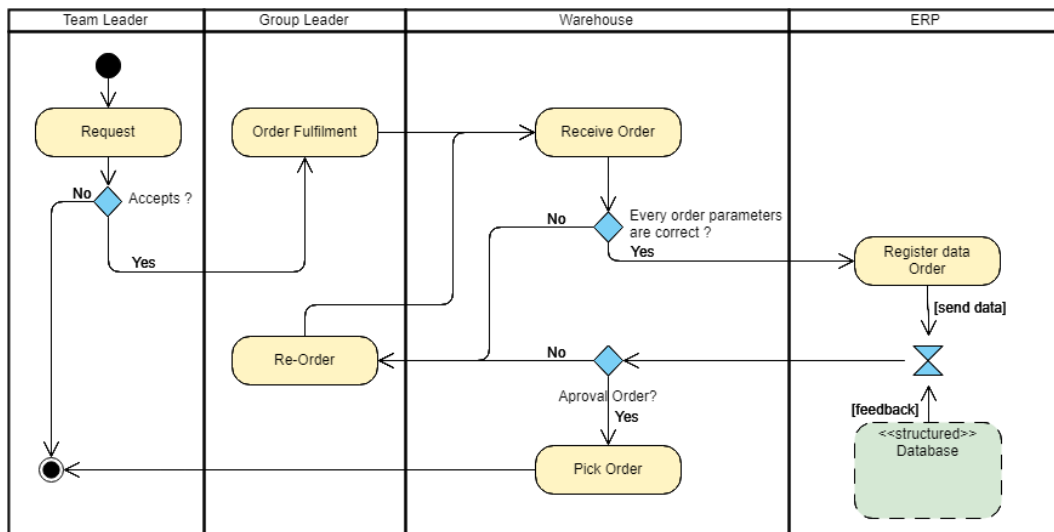 Team Leader
Group Leader
Warehouse
ERP
Request
Order Fulfilment
Receive Order
No
Accepts ?
Yes
No
Every order parameters
are correct ?
Yes
Register data
Order
[send data]
Re-Order
No
Aproval Order?
Yes
[feedback]
<<structured>>
Database
Pick Order